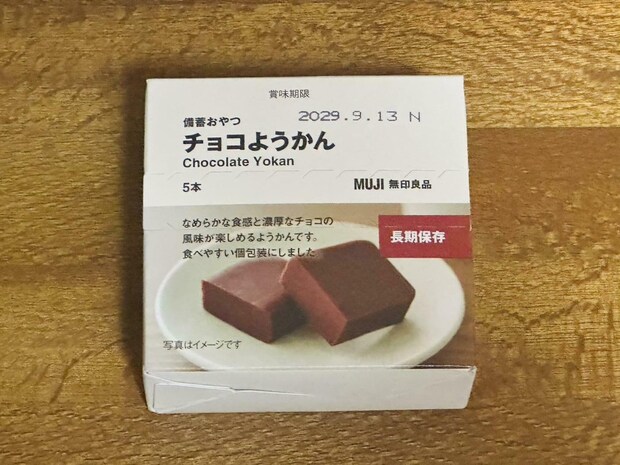 賞味期限
2029.9.13 N
備蓄おやつ
チョコようかん
Chocolate Yokan
5本
MUJI 無印良品
なめらかな食感と濃厚なチョコの
風味が楽しめるようかんです。
食べやすい個包装にしました
長期保存
写真はイメージです